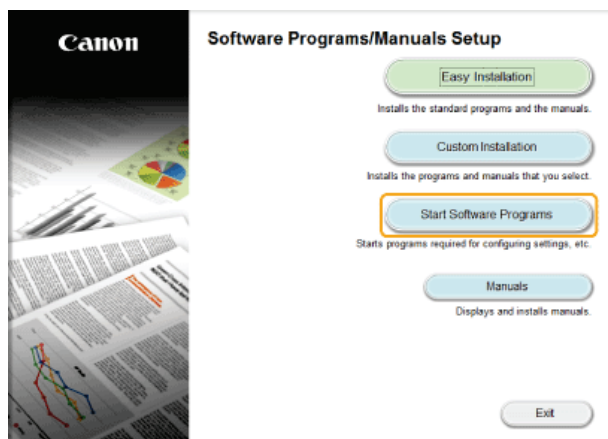 Canon
Software Programs/Manuals Setup
Easy Installation
Installs the standard programs and the manuals.
Custom Installation
Installs the programs and manuals that you select.
Start Software Programs
Starts programs required for configuring settings, etc.
Manuals
Displays and installs manuals.
Exit